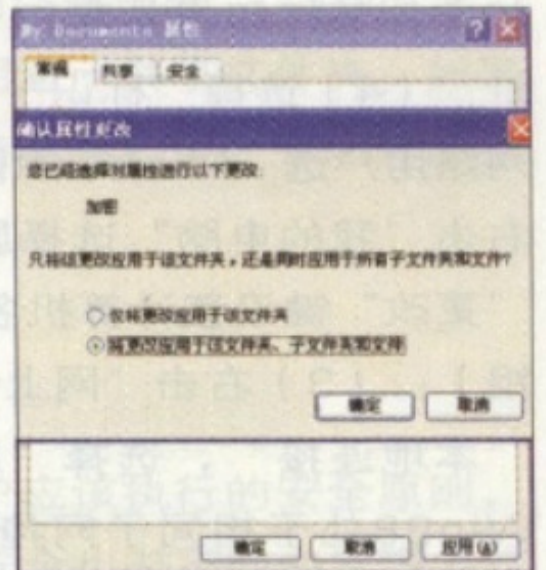 My Documents 属性
常规 共享 安全
确认属性更改
您已经选择对属性进行以下更改:
加密
只将该更改应用于该文件夹，还是同时应用于所有子文件夹和文件?
仅将更改应用于该文件夹
将更改应用于该文件夹、子文件夹和文件
确定 取消
确定 取消 应用(A)